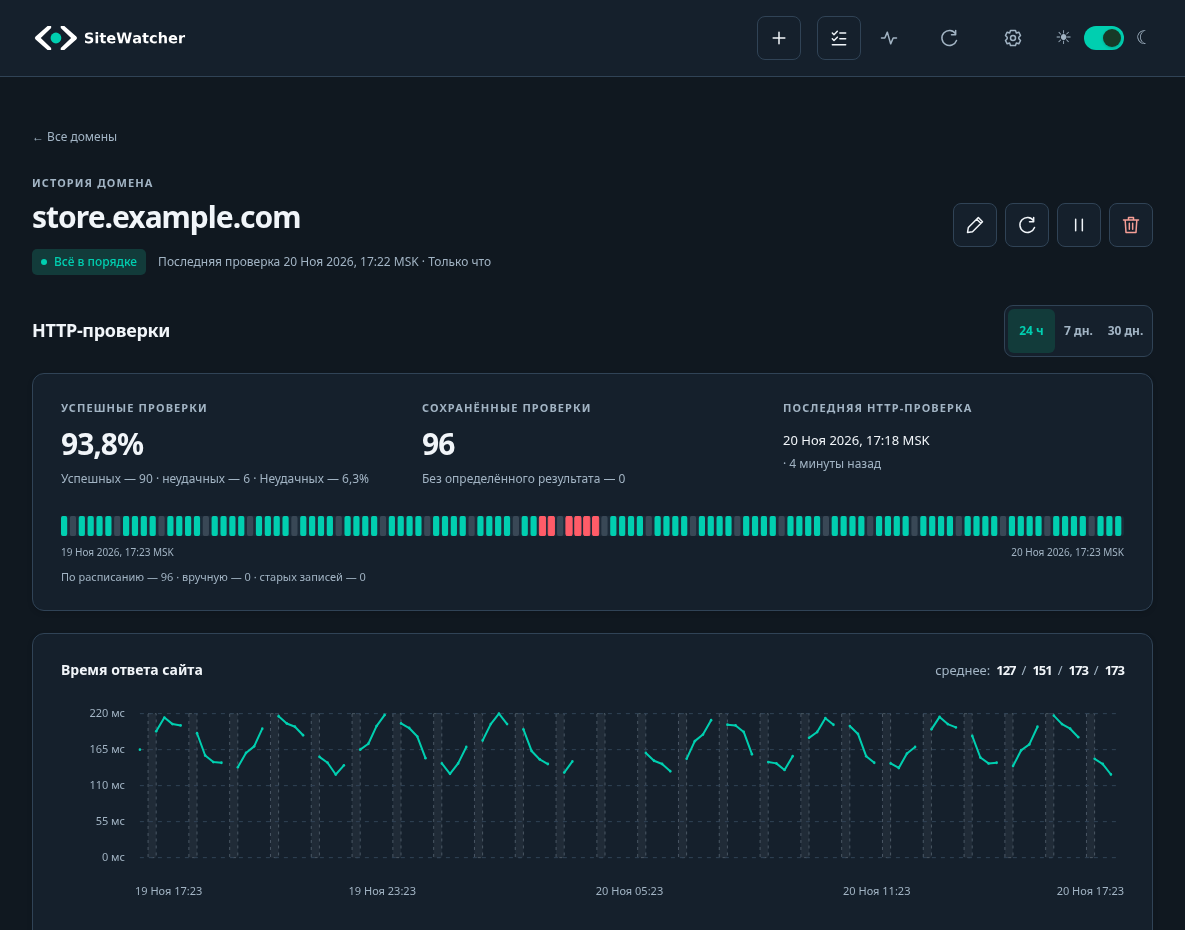 SiteWatcher
← Все домены
ИСТОРИЯ ДОМЕНА
store.example.com
Всё в порядке Последняя проверка 20 Ноя 2026, 17:22 MSK · Только что
HTTP-проверки
24 ч 7 дн. 30 дн.
УСПЕШНЫЕ ПРОВЕРКИ
93,8%
Успешных — 90 · неудачных — 6 · Неудачных — 6,3%
СОХРАНЁННЫЕ ПРОВЕРКИ
96
Без определённого результата — 0
ПОСЛЕДНЯЯ HTTP-ПРОВЕРКА
20 Ноя 2026, 17:18 MSK
· 4 минуты назад
19 Ноя 2026, 17:23 MSK 20 Ноя 2026, 17:23 MSK
По расписанию — 96 · вручную — 0 · старых записей — 0
Время ответа сайта
среднее: 127 / 151 / 173 / 173
220 мс
165 мс
110 мс
55 мс
0 мс
19 Ноя 17:23 19 Ноя 23:23 20 Ноя 05:23 20 Ноя 11:23 20 Ноя 17:23